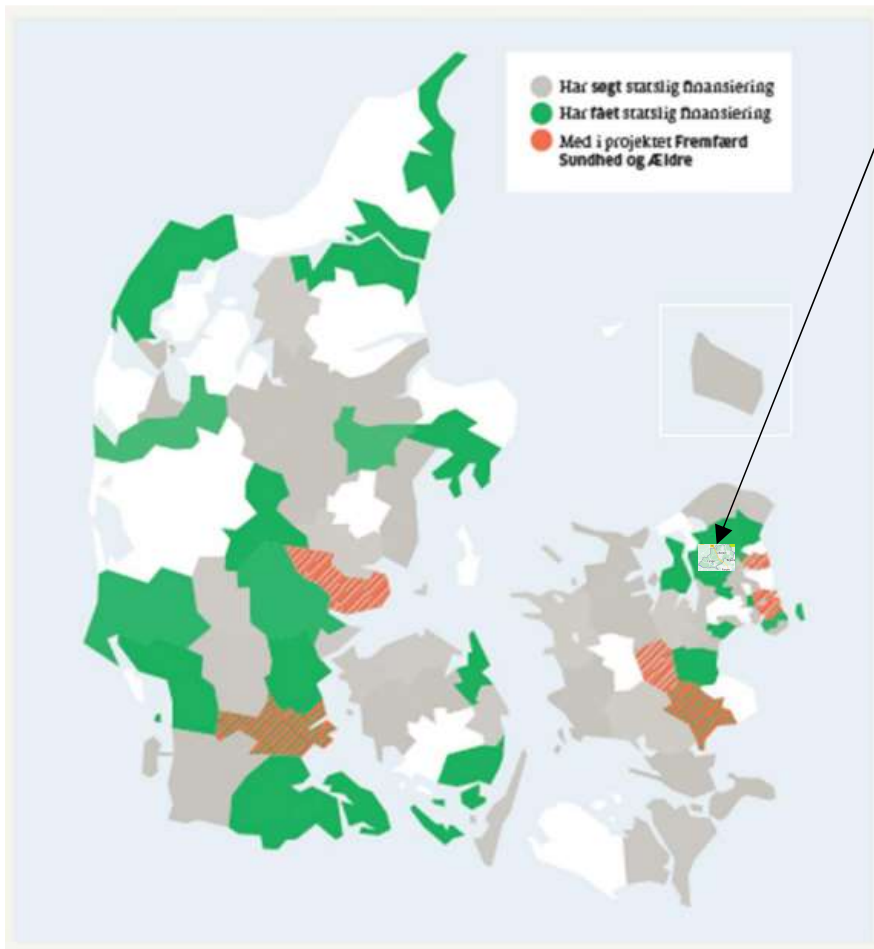 Har søgt statslig finansiering
Har fået statslig finansiering
Med i projektet Fremfærd
Sundhed og Ældre